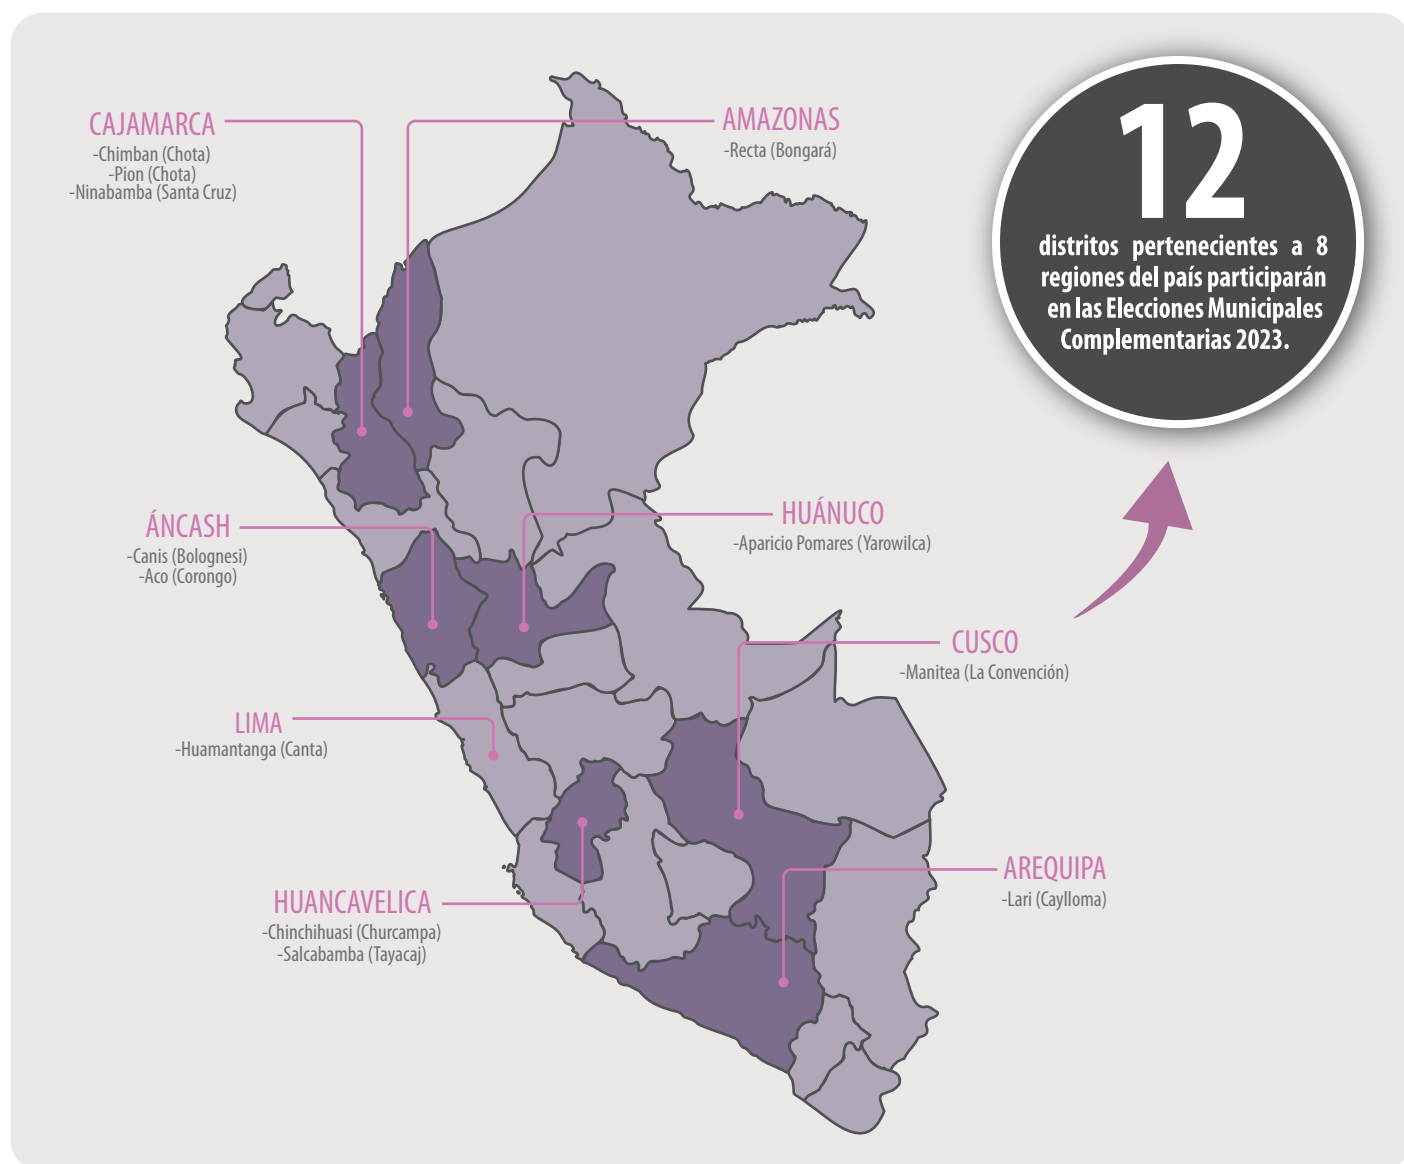 CAJAMARCA
-Chimban (Chota)
-Pion (Chota)
-Ninabamba (Santa Cruz)
AMAZONAS
-Recta (Bongará)
12
distritos pertenecientes a 8
regiones del país participarán
en las Elecciones Municipales
Complementarias 2023.
ÁNCASH
-Canis (Bolognesi)
-Aco (Corongo)
HUÁNUCO
-Aparicio Pomares (Yarowilca)
CUSCO
-Manitea (La Convención)
LIMA
-Huamantanga (Canta)
HUANCAVELICA
-Chinchihuasi (Churcampa)
-Salcabamba (Tayacaj)
AREQUIPA
-Lari (Caylloma)